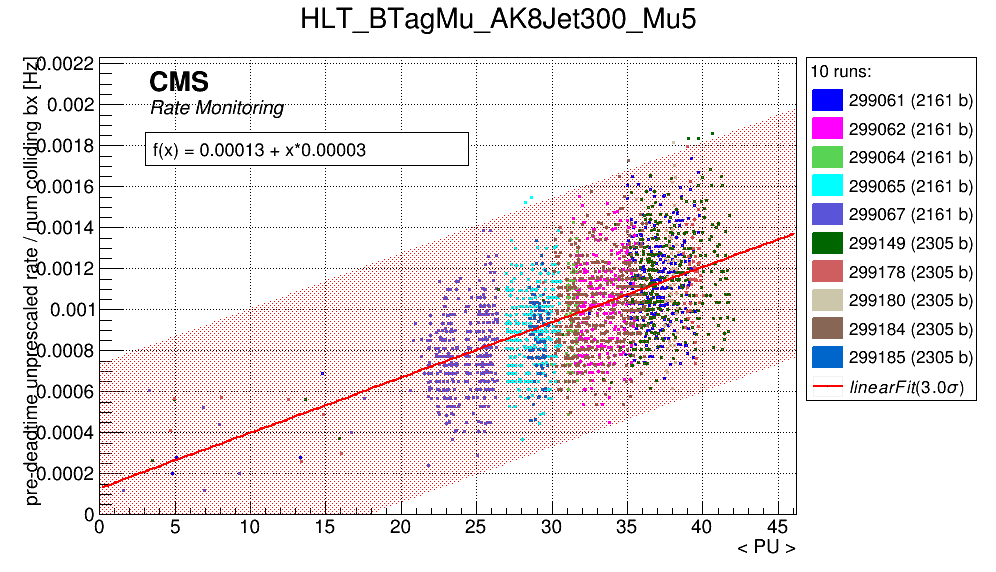 HLT_BTagMu_AK8Jet300_Mu5
pre-deadtime unprescaled rate / num colliding bx [Hz]
0.0022
0.002
0.0018
0.0016
0.0014
0.0012
0.001
0.0008
0.0006
0.0004
0.0002
0
CMS
Rate Monitoring
f(x) = 0.00013 + x*0.00003
0 5 10 15 20 25 30 35 40 45
< PU >
10 runs:
299061 (2161 b)
299062 (2161 b)
299064 (2161 b)
299065 (2161 b)
299067 (2161 b)
299149 (2305 b)
299178 (2305 b)
299180 (2305 b)
299184 (2305 b)
299185 (2305 b)
linearFit(3.0σ)